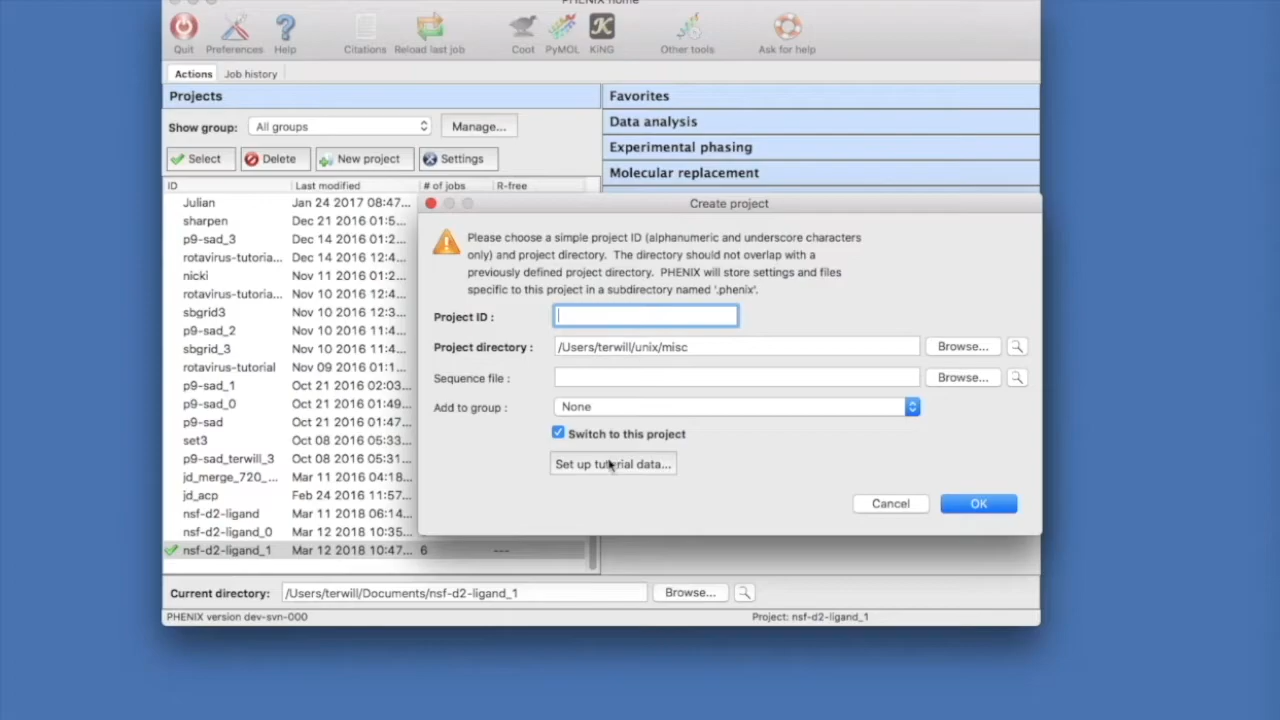 PHENIX home
Quit Preferences Help Citations Reload last job Coot PyMOL KiNG Other tools Ask for help
Actions Job history
Projects
Show group: All groups Manage...
Select Delete New project Settings
ID Last modified # of jobs R-free
Julian Jan 24 2017 08:47...
sharpen Dec 21 2016 01:5...
p9-sad_3 Dec 14 2016 01:2...
rotavirus-tutoria... Dec 14 2016 12:4...
nicki Nov 11 2016 01:2...
rotavirus-tutoria... Nov 10 2016 12:4...
sbgrid3 Nov 10 2016 12:3...
p9-sad_2 Nov 10 2016 11:4...
sbgrid_3 Nov 10 2016 11:3...
rotavirus-tutorial Nov 09 2016 01:1...
p9-sad_1 Oct 21 2016 02:03...
p9-sad_0 Oct 21 2016 01:49...
p9-sad Oct 21 2016 01:47...
set3 Oct 08 2016 05:33...
p9-sad_terwill_3 Oct 08 2016 05:31...
jd_merge_720_... Mar 11 2016 04:18...
jd_acp Feb 24 2016 11:57...
nsf-d2-ligand Mar 11 2018 06:14...
nsf-d2-ligand_0 Mar 12 2018 10:35...
nsf-d2-ligand_1 Mar 12 2018 10:47... 6 ---
Favorites
Data analysis
Experimental phasing
Molecular replacement
Create project
Please choose a simple project ID (alphanumeric and underscore characters
only) and project directory. The directory should not overlap with a
previously defined project directory. PHENIX will store settings and files
specific to this project in a subdirectory named '.phenix'.
Project ID :
Project directory : /Users/terwill/unix/misc Browse...
Sequence file : Browse...
Add to group : None
Switch to this project
Set up tutorial data...
Cancel OK
Current directory: /Users/terwill/Documents/nsf-d2-ligand_1 Browse...
PHENIX version dev-svn-000 Project: nsf-d2-ligand_1